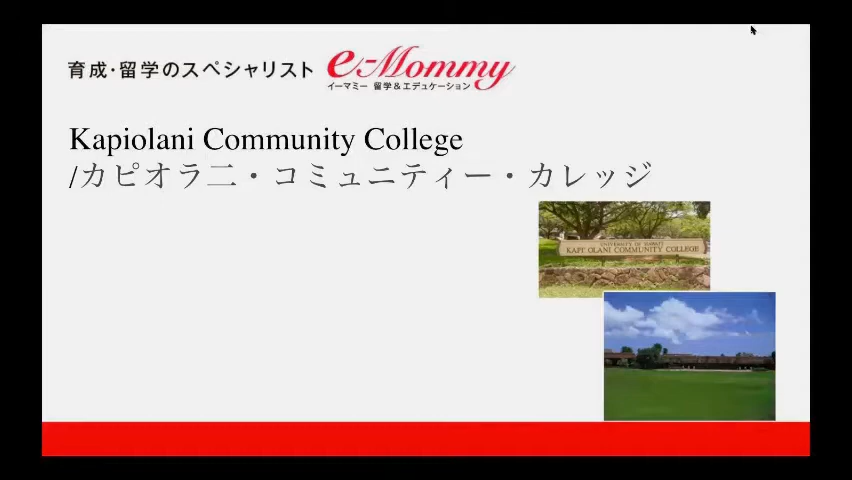 育成・留学のスペシャリスト e-Mommy
イーマミー 留学&エデュケーション
Kapiolani Community College
/カピオラ二・コミュニティー・カレッジ
UNIVERSITY OF HAWAI'I
KAPI'OLANI COMMUNITY COLLEGE